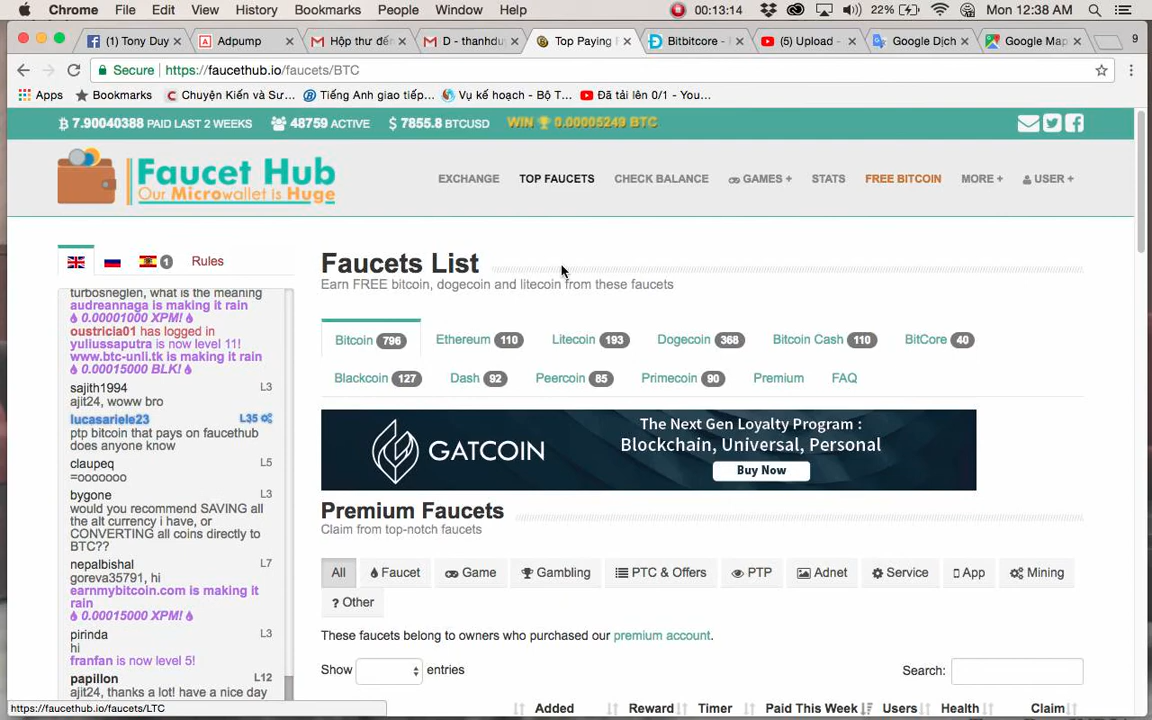 Chrome File Edit View History Bookmarks People Window Help 00:13:14 22% Mon 12:38 AM
(1) Tony Duy Adpump Hộp thư đế D - thanhdu Top Paying Bitbitcore - (5) Upload - Google Dịch Google Map 9
Secure https://faucethub.io/faucets/BTC
Apps Bookmarks Chuyện Kiến và Sư... Tiếng Anh giao tiếp... Vụ kế hoạch - Bộ T... Đã tải lên 0/1 - You...
7.90040388 PAID LAST 2 WEEKS 48759 ACTIVE $ 7855.8 BTCUSD WIN 0.00005249 BTC
Faucet Hub
Our Microwallet is Huge
EXCHANGE TOP FAUCETS CHECK BALANCE GAMES + STATS FREE BITCOIN MORE + USER +
1 Rules
turbosneglen, what is the meaning
audreannaga is making it rain
0.00001000 XPM!
oustricia01 has logged in
yuliussaputra is now level 11!
www.btc-unli.tk is making it rain
0.00015000 BLK!
sajith1994 L3
ajit24, woww bro
lucasariele23 L35
ptp bitcoin that pays on faucethub
does anyone know
claupeq L5
=ooooooo
bygone L3
would you recommend SAVING all
the alt currency i have, or
CONVERTING all coins directly to
BTC??
nepalbishal L7
goreva35791, hi
earnmybitcoin.com is making it
rain
0.00015000 XPM!
pirinda L3
hi
franfan is now level 5!
papillon L12
ajit24, thanks a lot! have a nice day
https://faucethub.io/faucets/LTC
Faucets List
Earn FREE bitcoin, dogecoin and litecoin from these faucets
Bitcoin 796 Ethereum 110 Litecoin 193 Dogecoin 368 Bitcoin Cash 110 BitCore 40
Blackcoin 127 Dash 92 Peercoin 85 Primecoin 90 Premium FAQ
GATCOIN
The Next Gen Loyalty Program :
Blockchain, Universal, Personal
Buy Now
Premium Faucets
Claim from top-notch faucets
All Faucet Game Gambling PTC & Offers PTP Adnet Service App Mining
? Other
These faucets belong to owners who purchased our premium account.
Show entries Search:
Added Reward Timer Paid This Week Users Health Claim